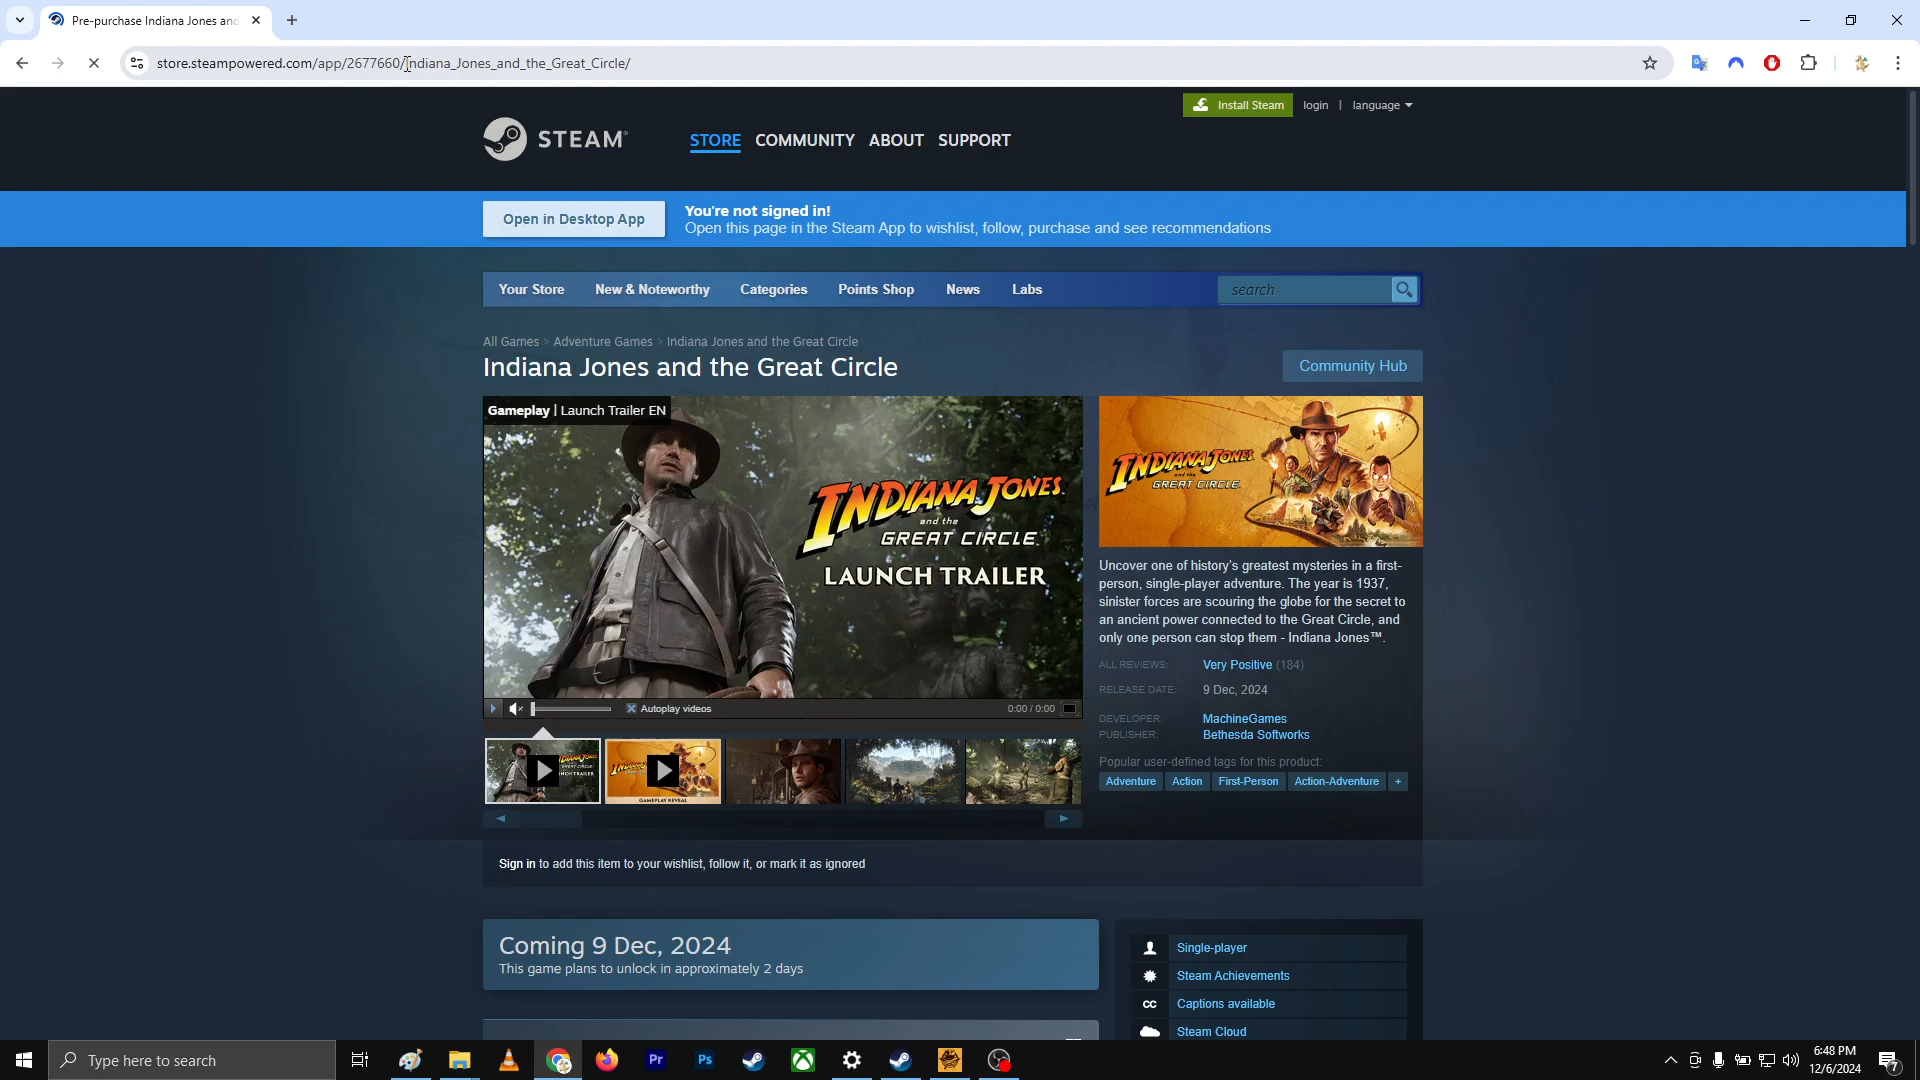 Pre-purchase Indiana Jones and
store.steampowered.com/app/2677660/Indiana_Jones_and_the_Great_Circle/
Install Steam
login
language
STEAM
STORE
COMMUNITY
ABOUT
SUPPORT
Open in Desktop App
You're not signed in!
Open this page in the Steam App to wishlist, follow, purchase and see recommendations
Your Store
New & Noteworthy
Categories
Points Shop
News
Labs
search
All Games > Adventure Games > Indiana Jones and the Great Circle
Indiana Jones and the Great Circle
Community Hub
Gameplay | Launch Trailer EN
INDIANA JONES
and the
GREAT CIRCLE™
LAUNCH TRAILER
Autoplay videos
0:00 / 0:00
INDIANA JONES
and the
GREAT CIRCLE
Uncover one of history's greatest mysteries in a first-
person, single-player adventure. The year is 1937,
sinister forces are scouring the globe for the secret to
an ancient power connected to the Great Circle, and
only one person can stop them - Indiana Jones™.
ALL REVIEWS: Very Positive (184)
RELEASE DATE: 9 Dec, 2024
DEVELOPER: MachineGames
PUBLISHER: Bethesda Softworks
Popular user-defined tags for this product:
Adventure
Action
First-Person
Action-Adventure
+
GAMEPLAY REVEAL
Sign in to add this item to your wishlist, follow it, or mark it as ignored
Coming 9 Dec, 2024
This game plans to unlock in approximately 2 days
Single-player
Steam Achievements
CC
Captions available
Steam Cloud
Type here to search
Pr
Ps
6:48 PM
12/6/2024
7